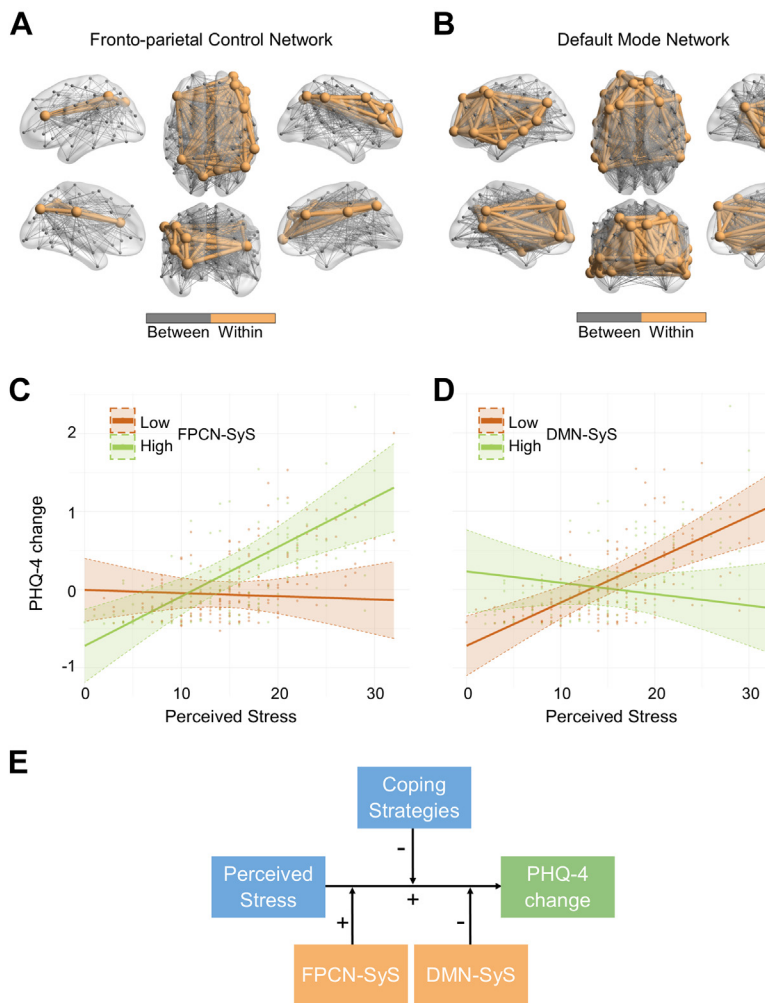 A
Fronto-parietal Control Network
Between Within
B
Default Mode Network
Between Within
C
Low
High
FPCN-SyS
PHQ-4 change
2
1
0
-1
0 10 20 30
Perceived Stress
D
Low
High
DMN-SyS
0 10 20 30
Perceived Stress
E
Coping
Strategies
-
Perceived
Stress
+
PHQ-4
change
+
-
FPCN-SyS
DMN-SyS